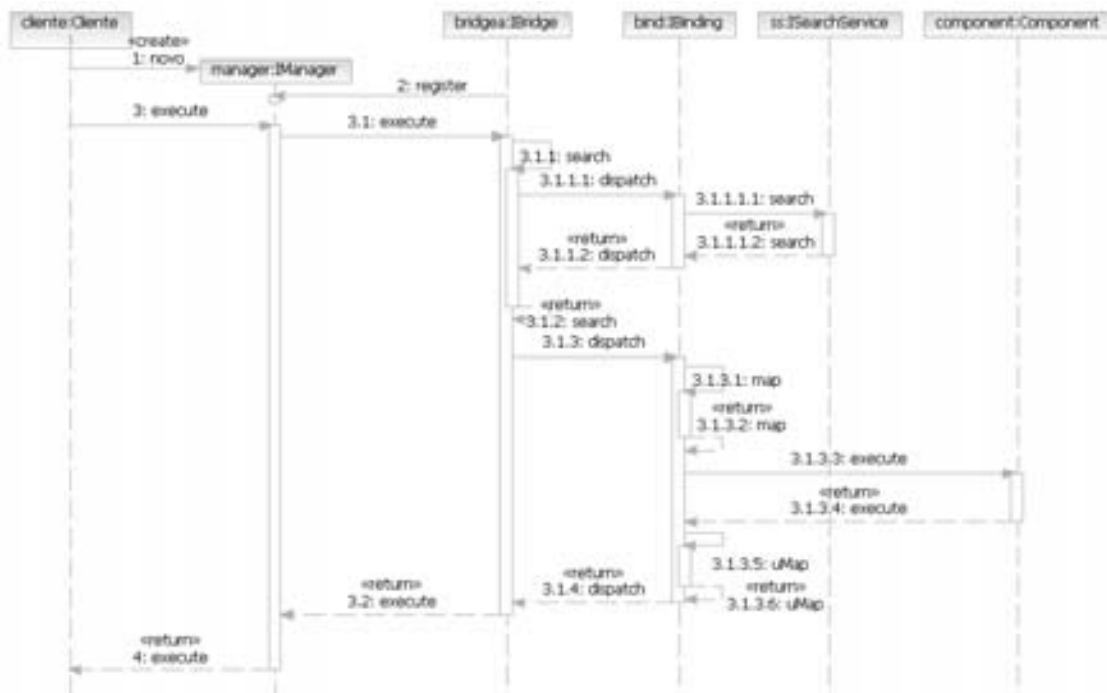 cliente:Cliente
bridgea:IBridge
bind:IBinding
ss:ISearchService
component:Component
«create»
1: novo
manager:IManager
2: register
3: execute
3.1: execute
3.1.1: search
3.1.1.1: dispatch
3.1.1.1.1: search
«return»
3.1.1.1.2: search
«return»
3.1.1.2: dispatch
«return»
3.1.2: search
3.1.3: dispatch
3.1.3.1: map
«return»
3.1.3.2: map
3.1.3.3: execute
«return»
3.1.3.4: execute
3.1.3.5: uMap
«return»
3.1.4: dispatch
«return»
3.1.3.6: uMap
«return»
3.2: execute
«return»
4: execute